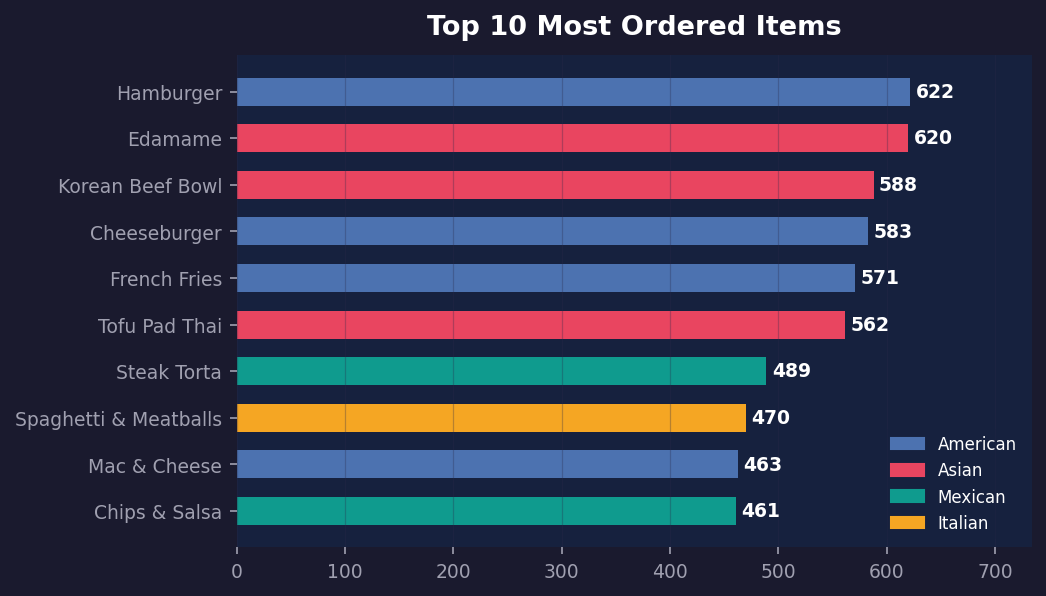 Top 10 Most Ordered Items
Hamburger 622
Edamame 620
Korean Beef Bowl 588
Cheeseburger 583
French Fries 571
Tofu Pad Thai 562
Steak Torta 489
Spaghetti & Meatballs 470
Mac & Cheese 463
Chips & Salsa 461
American
Asian
Mexican
Italian
0 100 200 300 400 500 600 700